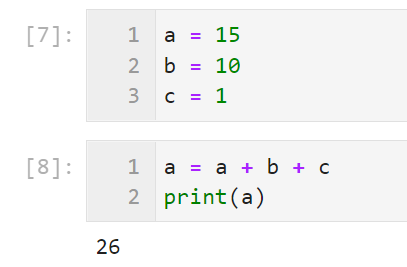 [7]: 1 a = 15
2 b = 10
3 c = 1
[8]: 1 a = a + b + c
2 print(a)
26